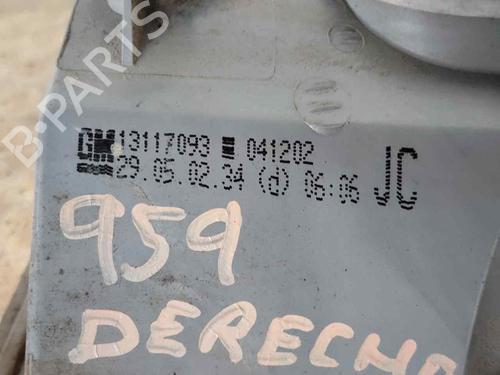 B-PARTS
GM 13117093 041202
29.05.02.34 (d) 06:06 JC
959
DERECHO